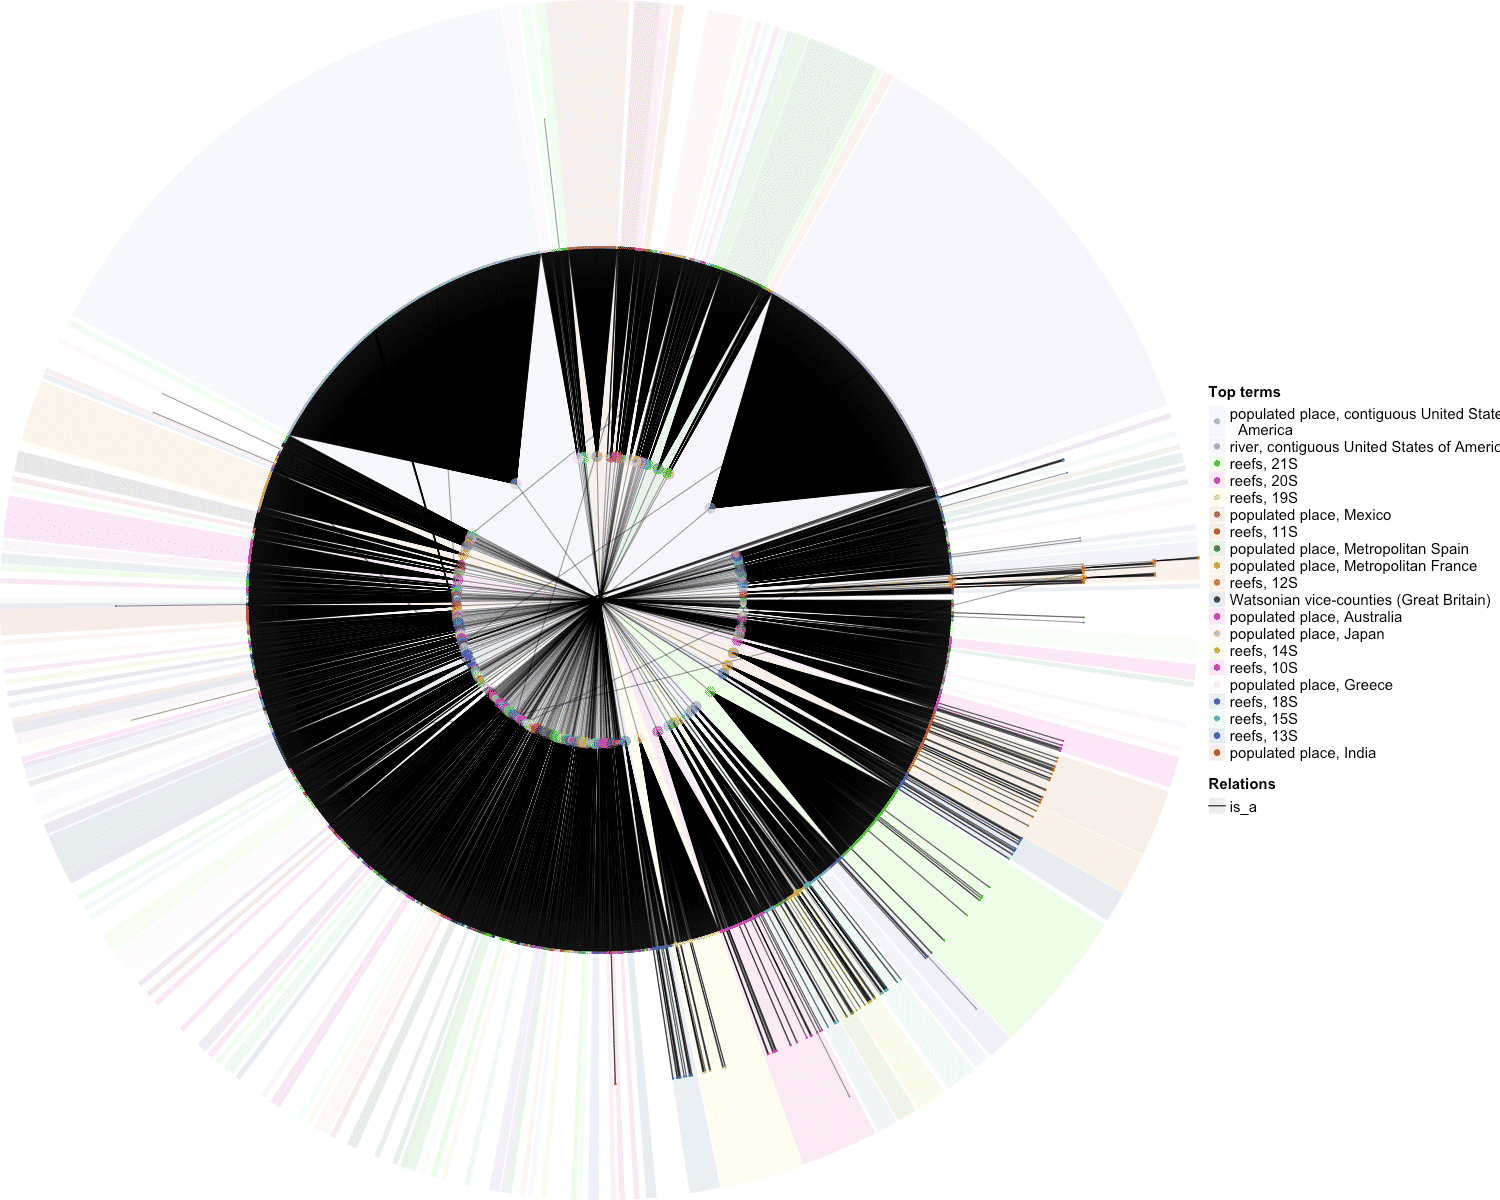 Top terms
populated place, contiguous United State
America
river, contiguous United States of Americ
reefs, 21S
reefs, 20S
reefs, 19S
populated place, Mexico
reefs, 11S
populated place, Metropolitan Spain
populated place, Metropolitan France
reefs, 12S
Watsonian vice-counties (Great Britain)
populated place, Australia
populated place, Japan
reefs, 14S
reefs, 10S
populated place, Greece
reefs, 18S
reefs, 15S
reefs, 13S
populated place, India
Relations
is_a